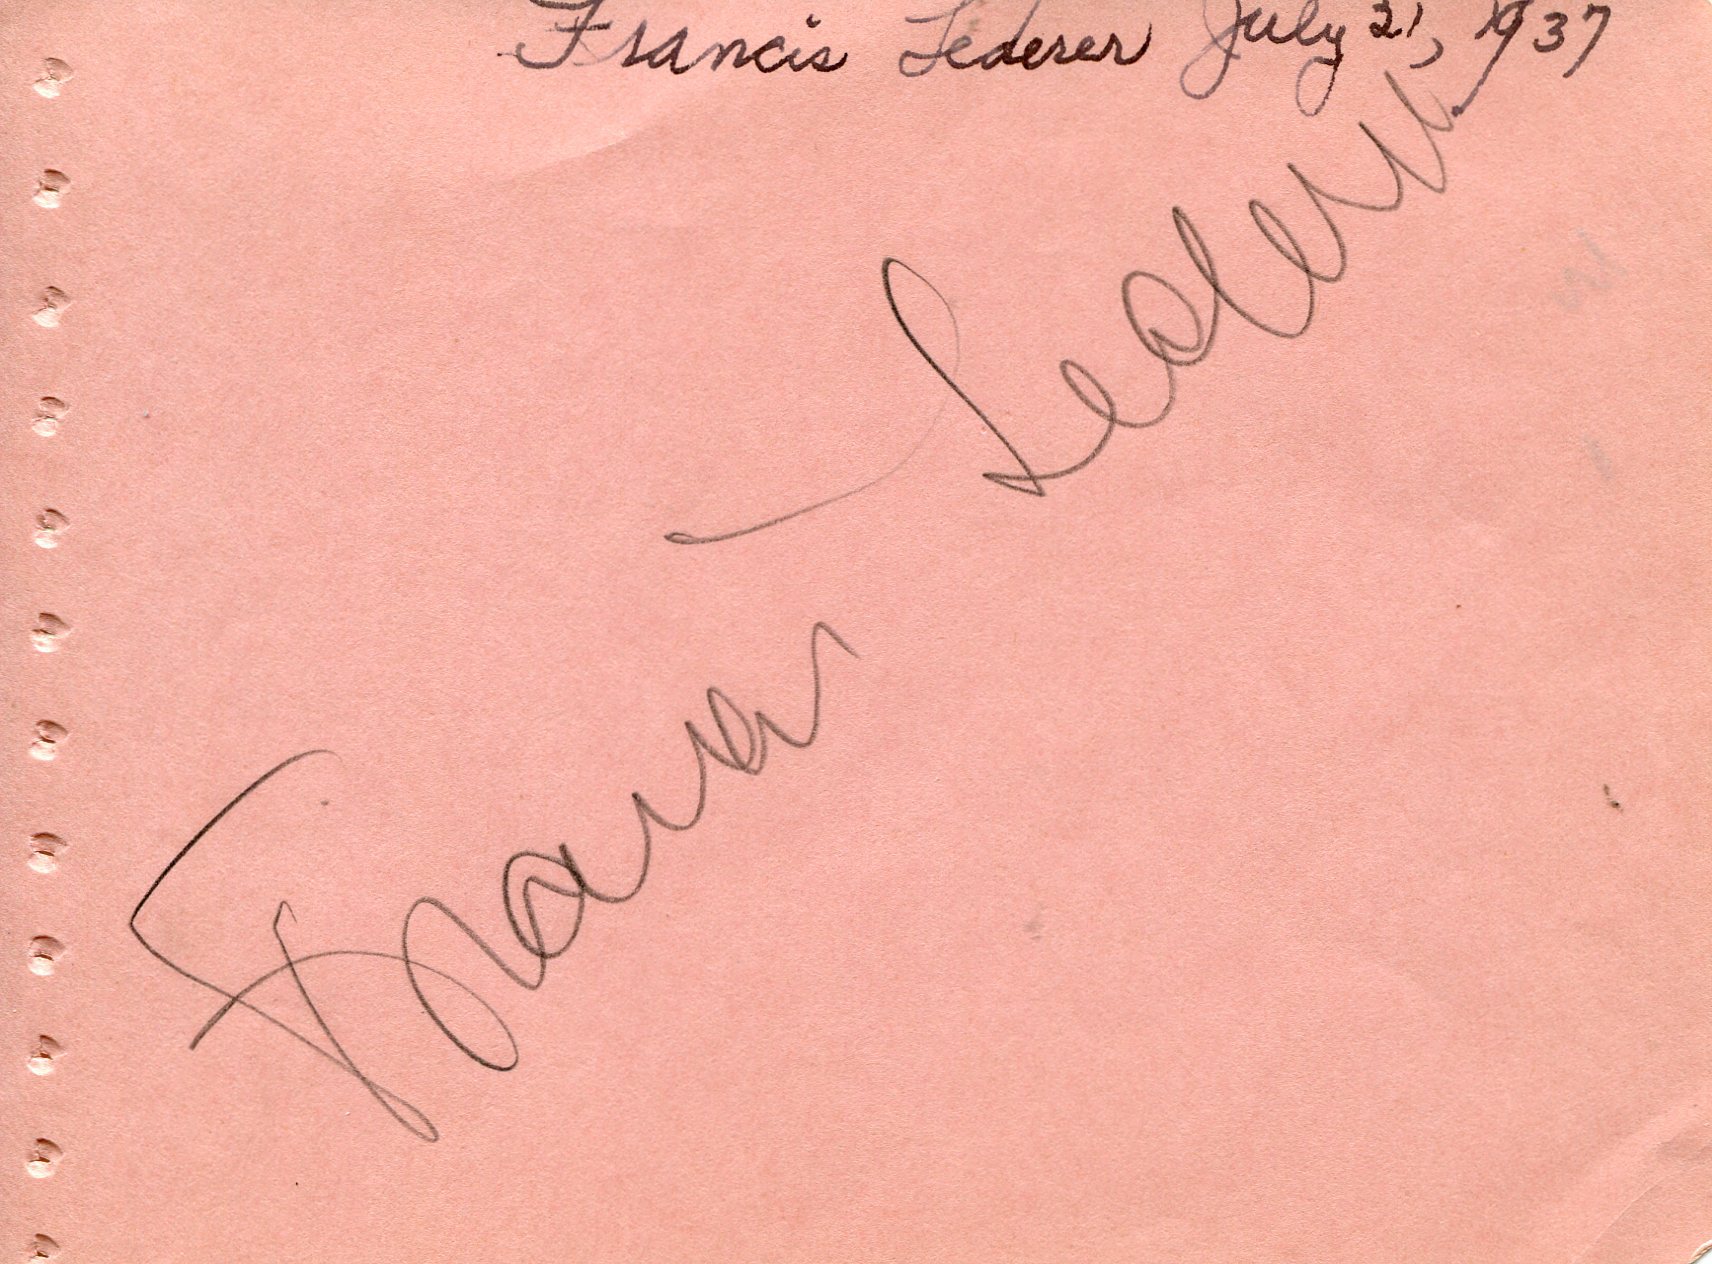 Francis Lederer July 21, 1937
Francis Lederer